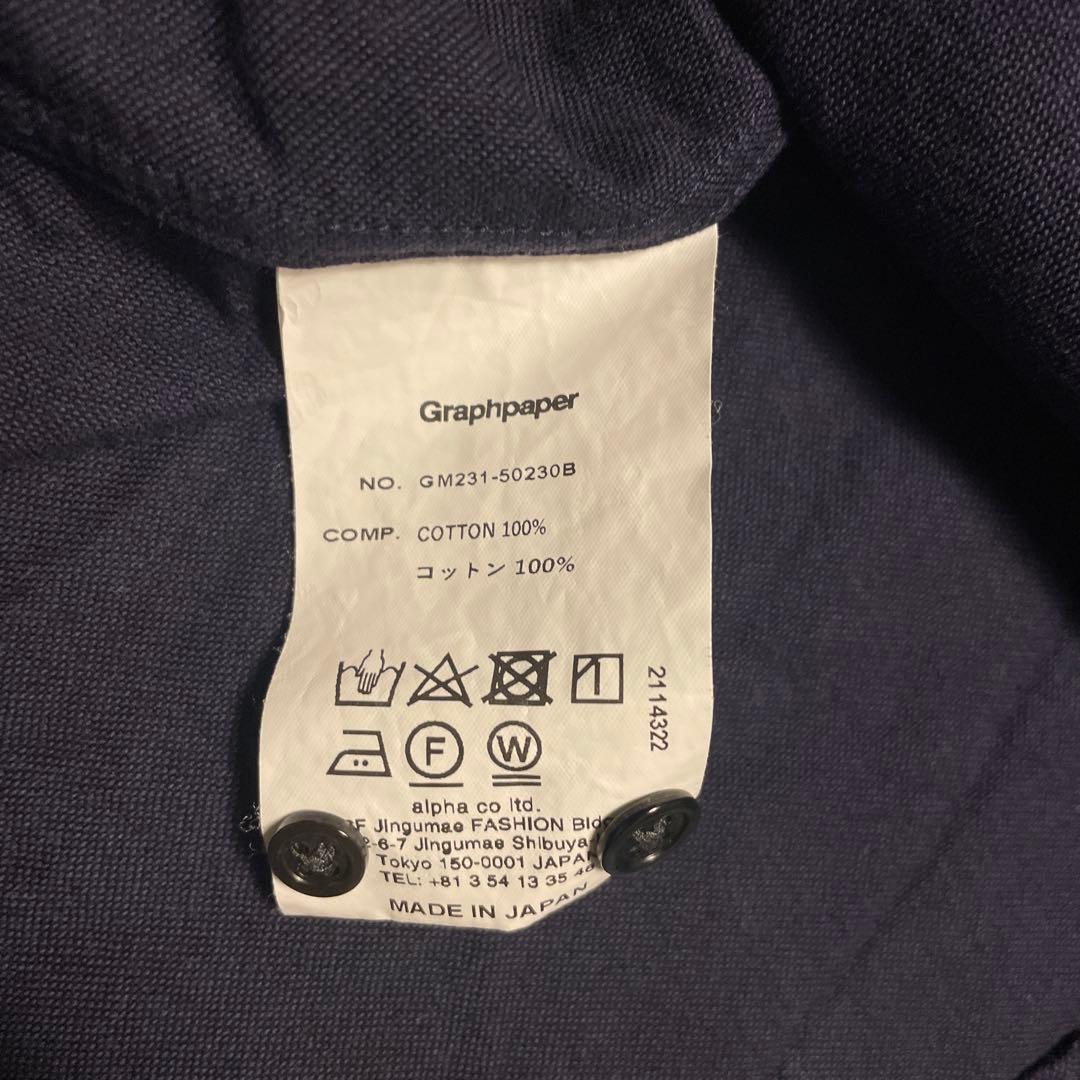 Graphpaper
NO. GM231-50230B
COMP. COTTON 100%
コットン 100%
2114322
F W
alpha co ltd.
Jingumae FASHION
-6-7 Jingumae Shibuya
Tokyo 150-0001 JAPAN
TEL: +81 3 54 13 35
MADE IN JAPAN